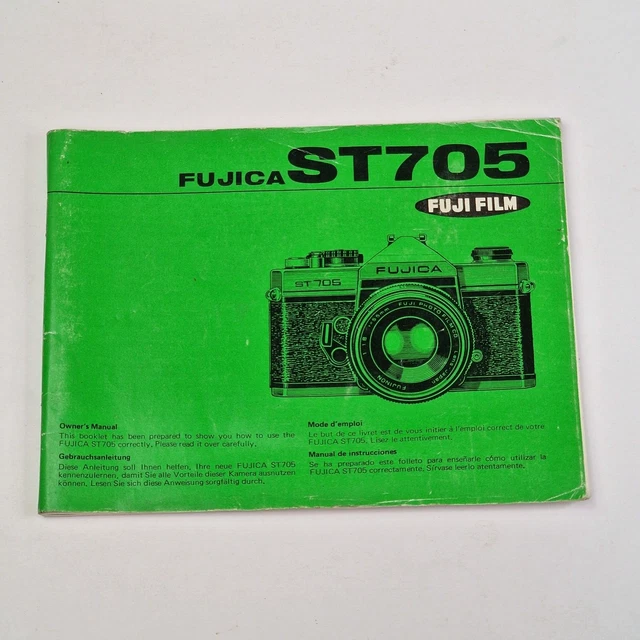 FUJICA ST705
FUJI FILM
FUJICA
ST 705
Owner's Manual
This booklet has been prepared to show you how to use the
FUJICA ST705 correctly. Please read it over carefully.
Gebrauchsanleitung
Diese Anleitung soll Ihnen helfen, Ihre neue FUJICA ST705
kennenzulernen, damit Sie alle Vorteile dieser Kamera ausnutzen
können. Lesen Sie sich diese Anweisung surgfältig durch.
Mode d'emploi
Le but de ce livret est de vous initier à l'emploi correct de votre
FUJICA ST705. Lisez le attentivement.
Manual de instrucciones
Se ha preparado este folleto para enseñarle cómo utilizar la
FUJICA ST705 correctamente. Sírvase leerlo atentamente.